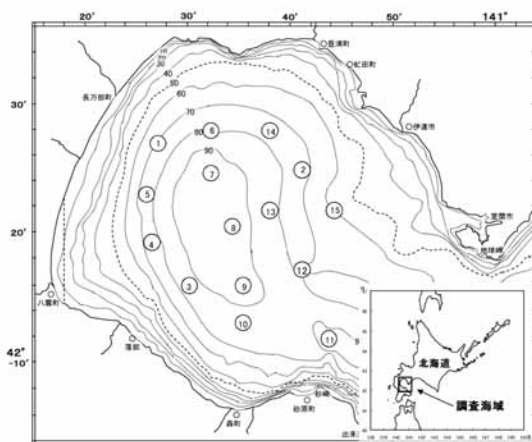 20' 30' 40' 50' 141°
豊浦町
虻田町
30 40 50 60
長万部町
30'
70
伊達市
80 6 14
1
90
7 2
5
室蘭市
13 15
4 8
20'
地球岬
12
3 9
八雲町
10
11
落部
42°
-10'
砂崎
砂原町
森町
北海道
調査海域